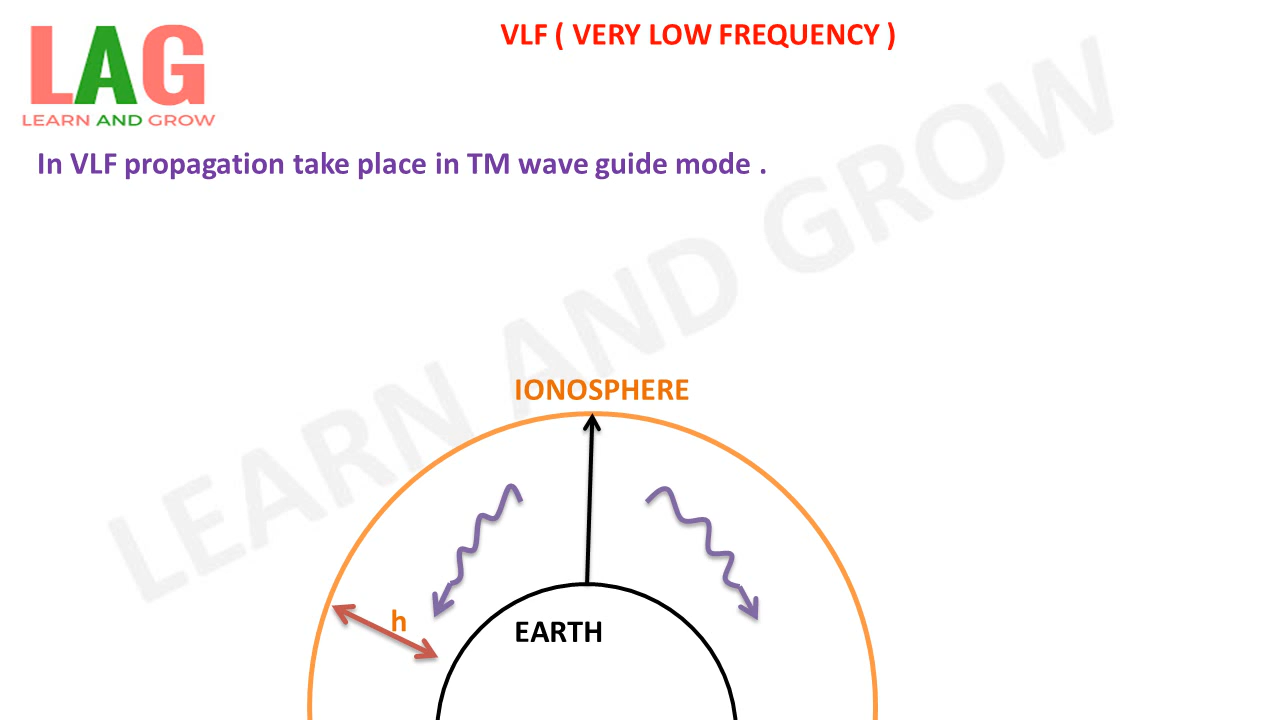 LAG
LEARN AND GROW
VLF ( VERY LOW FREQUENCY )
In VLF propagation take place in TM wave guide mode .
LEARN AND GROW
IONOSPHERE
h
EARTH